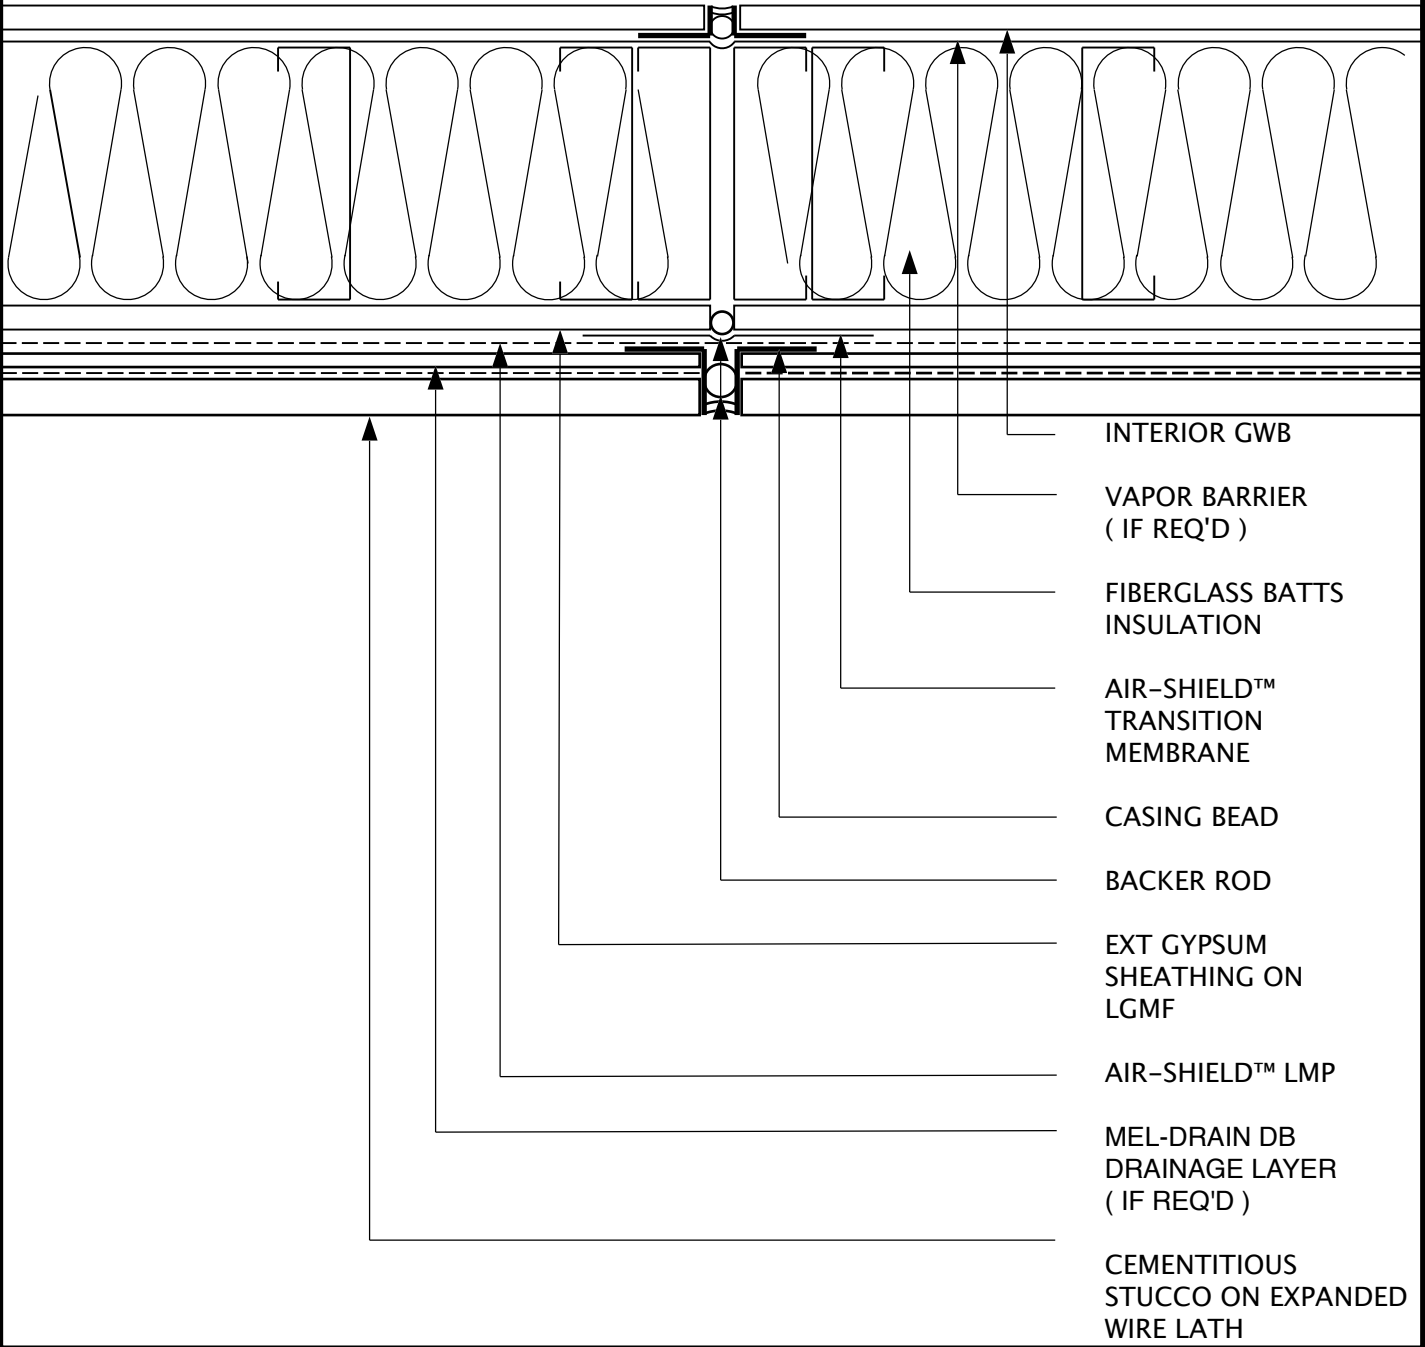 INTERIOR GWB
VAPOR BARRIER
( IF REQ'D )
FIBERGLASS BATTS
INSULATION
AIR–SHIELD™
TRANSITION
MEMBRANE
CASING BEAD
BACKER ROD
EXT GYPSUM
SHEATHING ON
LGMF
AIR–SHIELD™ LMP
MEL-DRAIN DB
DRAINAGE LAYER
( IF REQ'D )
CEMENTITIOUS
STUCCO ON EXPANDED
WIRE LATH